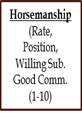 Horsemanship
(Rate,
Position,
Willing Sub.
Good Comm.
(1-10)